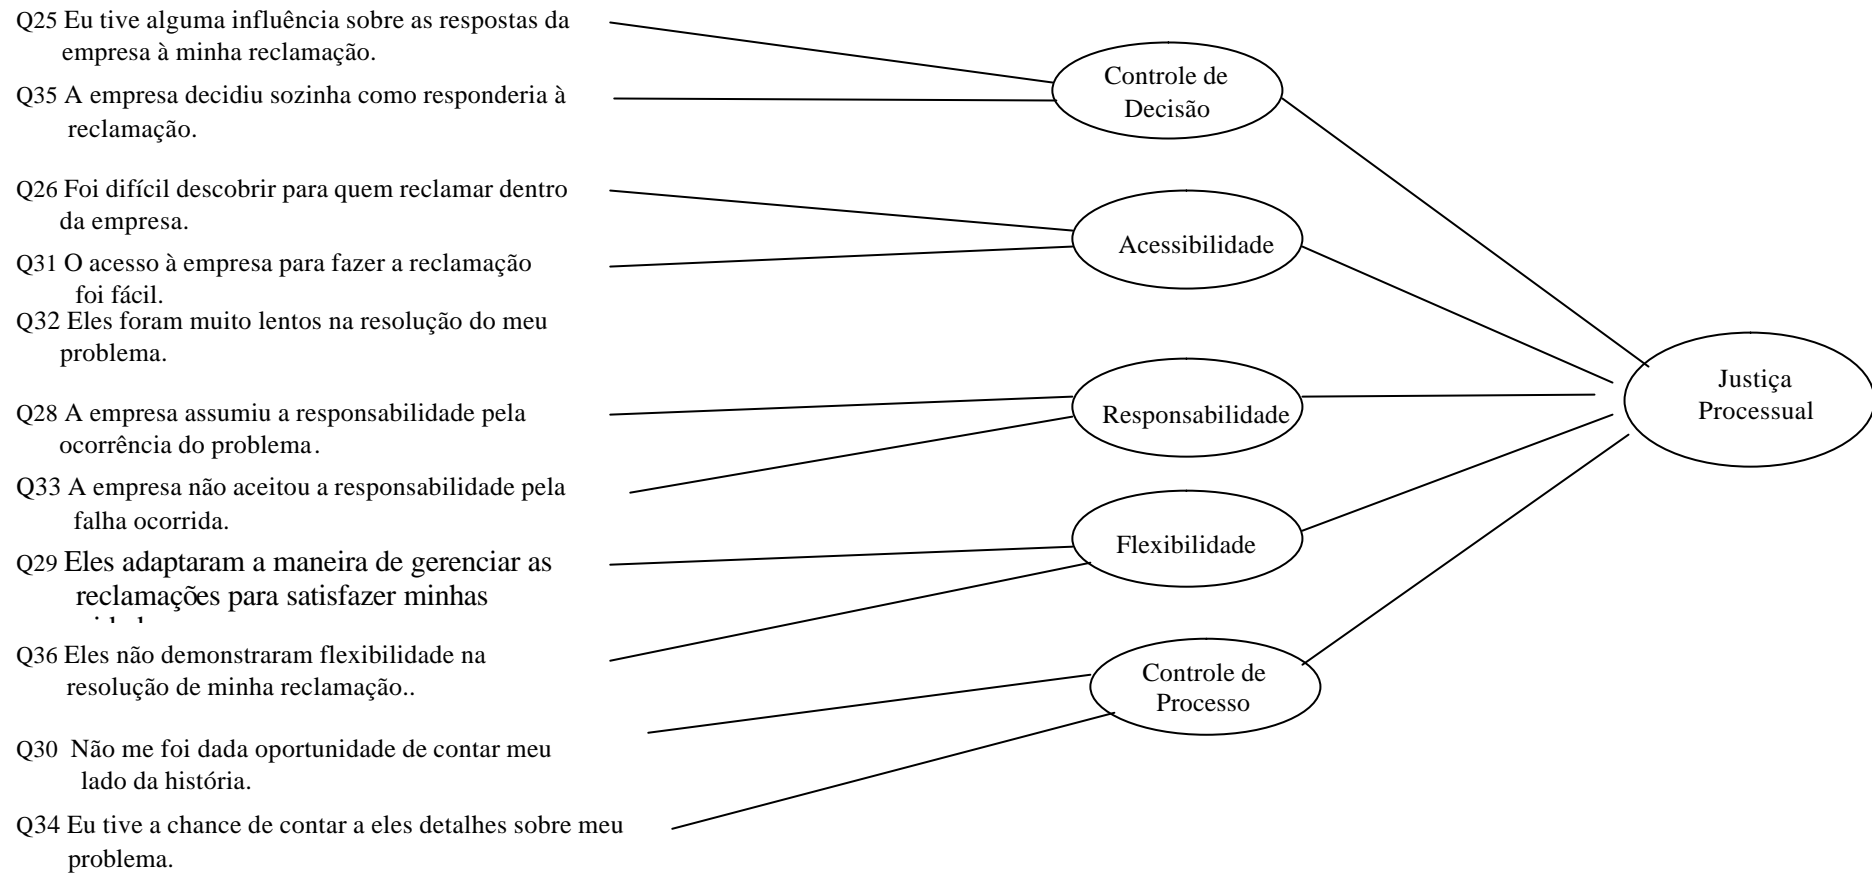 Q25 Eu tive alguma influência sobre as respostas da
empresa à minha reclamação.
Q35 A empresa decidiu sozinha como responderia à
reclamação.
Q26 Foi difícil descobrir para quem reclamar dentro
da empresa.
Q31 O acesso à empresa para fazer a reclamação
foi fácil.
Q32 Eles foram muito lentos na resolução do meu
problema.
Q28 A empresa assumiu a responsabilidade pela
ocorrência do problema.
Q33 A empresa não aceitou a responsabilidade pela
falha ocorrida.
Q29 Eles adaptaram a maneira de gerenciar as
reclamações para satisfazer minhas
Q36 Eles não demonstraram flexibilidade na
resolução de minha reclamação..
Q30 Não me foi dada oportunidade de contar meu
lado da história.
Q34 Eu tive a chance de contar a eles detalhes sobre meu
problema.
Controle de
Decisão
Acessibilidade
Responsabilidade
Flexibilidade
Controle de
Processo
Justiça
Processual